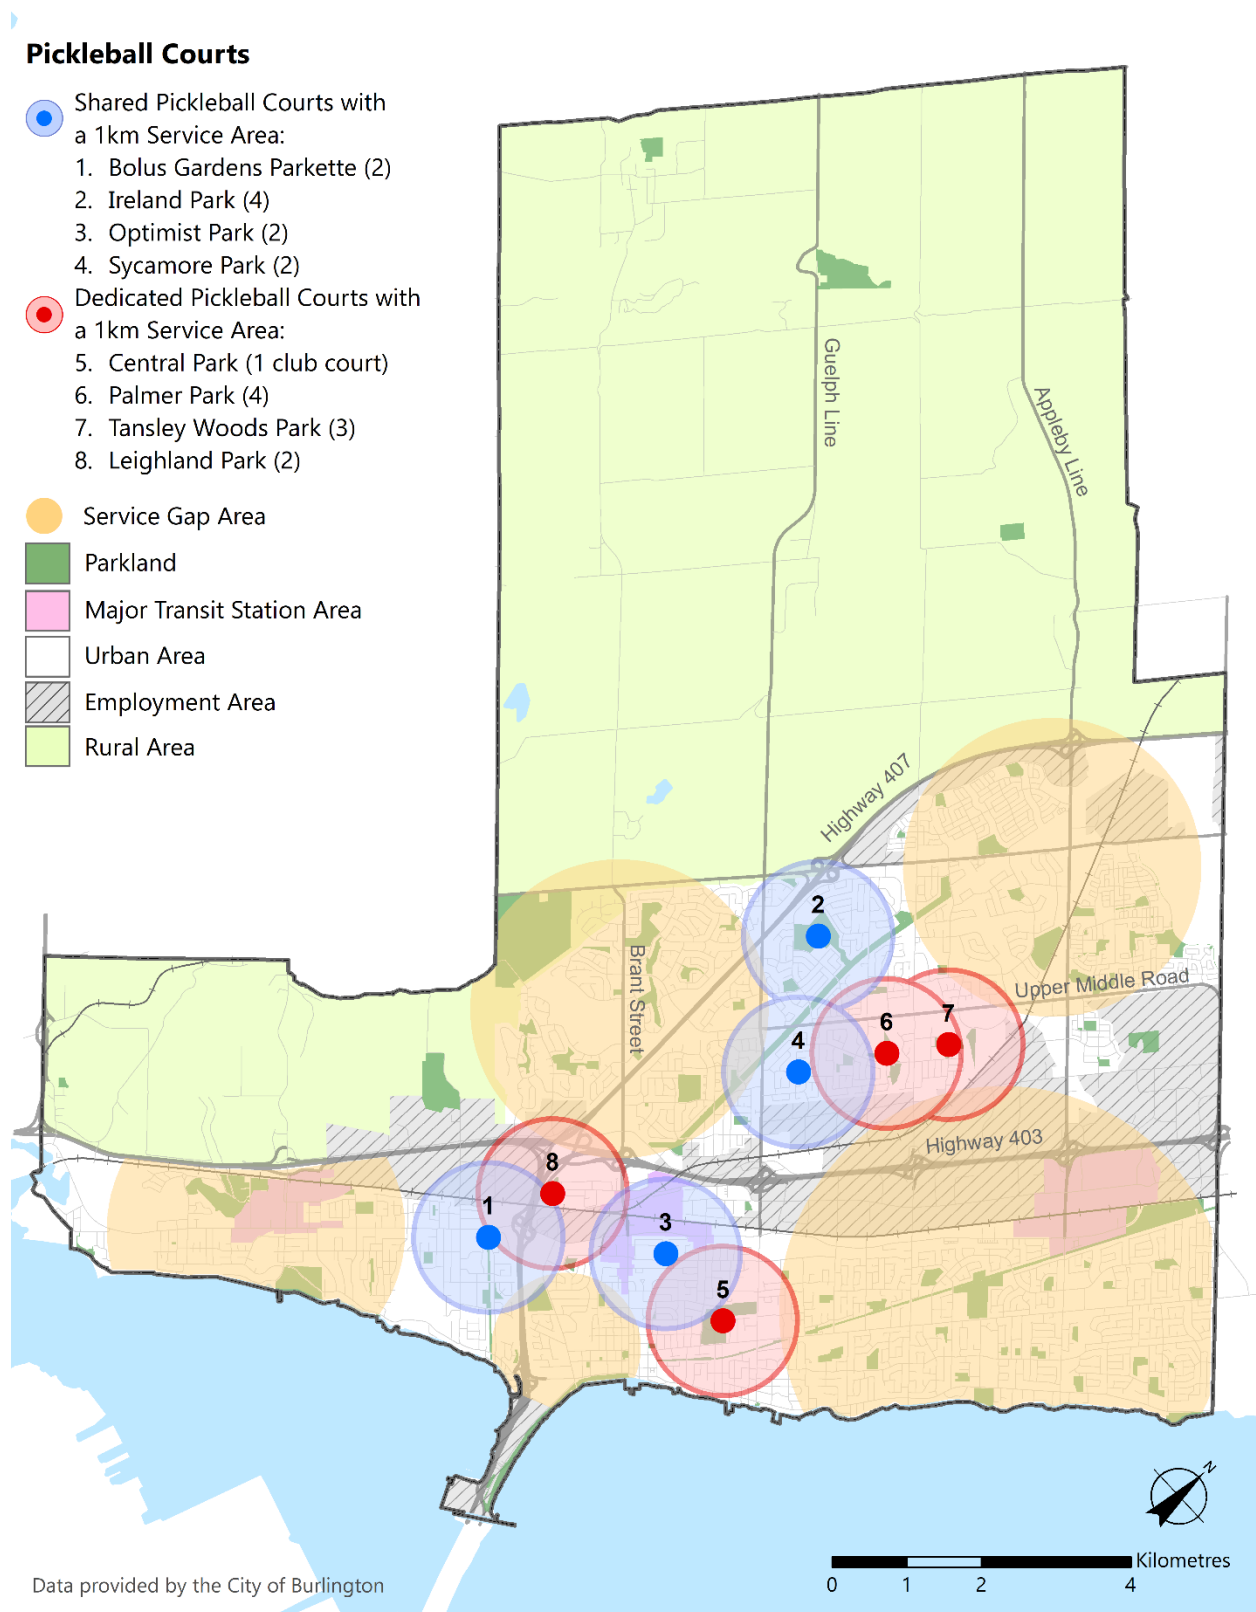 Pickleball Courts
Shared Pickleball Courts with
a 1km Service Area:
1. Bolus Gardens Parkette (2)
2. Ireland Park (4)
3. Optimist Park (2)
4. Sycamore Park (2)
Dedicated Pickleball Courts with
a 1km Service Area:
5. Central Park (1 club court)
6. Palmer Park (4)
7. Tansley Woods Park (3)
8. Leighland Park (2)
Service Gap Area
Parkland
Major Transit Station Area
Urban Area
Employment Area
Rural Area
Guelph Line
Appleby Line
Highway 407
2
Brant Street
Upper Middle Road
7
6
4
Highway 403
8
1
3
5
N
Kilometres
0 1 2 4
Data provided by the City of Burlington